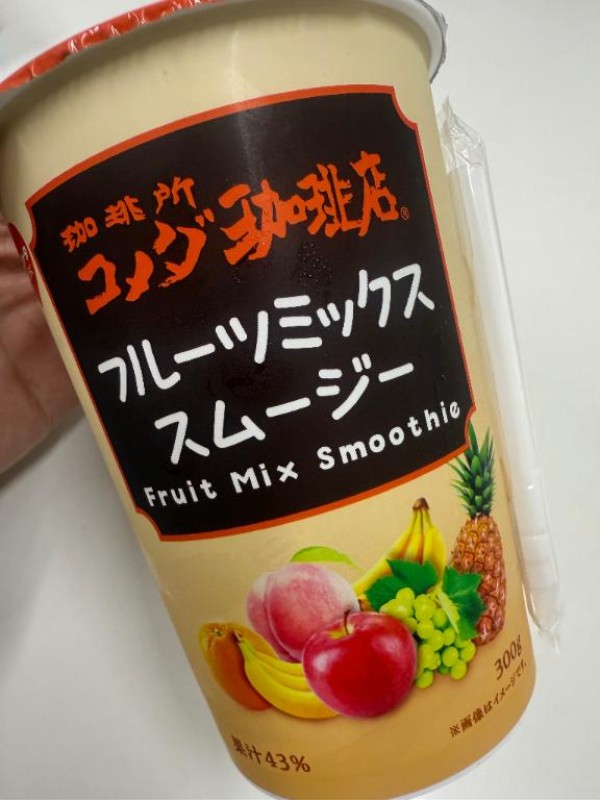 珈琲所
コメダ珈琲店®
フルーツミックス
スムージー
Fruit Mix Smoothie
300g
※画像はイメージです。
果汁43%